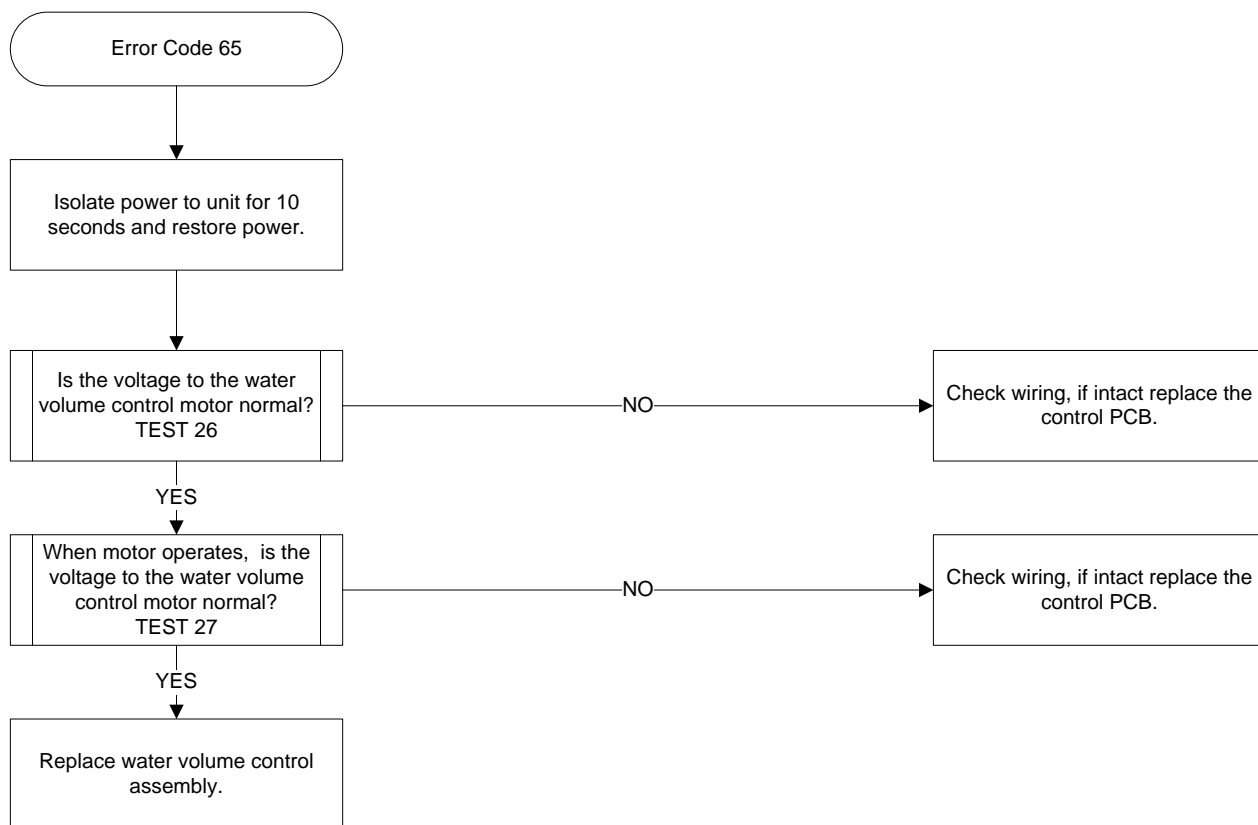 Error Code 65
Isolate power to unit for 10
seconds and restore power.
Is the voltage to the water
volume control motor normal?
TEST 26
NO
Check wiring, if intact replace the
control PCB.
YES
When motor operates,  is the
voltage to the water volume
control motor normal?
TEST 27
NO
Check wiring, if intact replace the
control PCB.
YES
Replace water volume control
assembly.